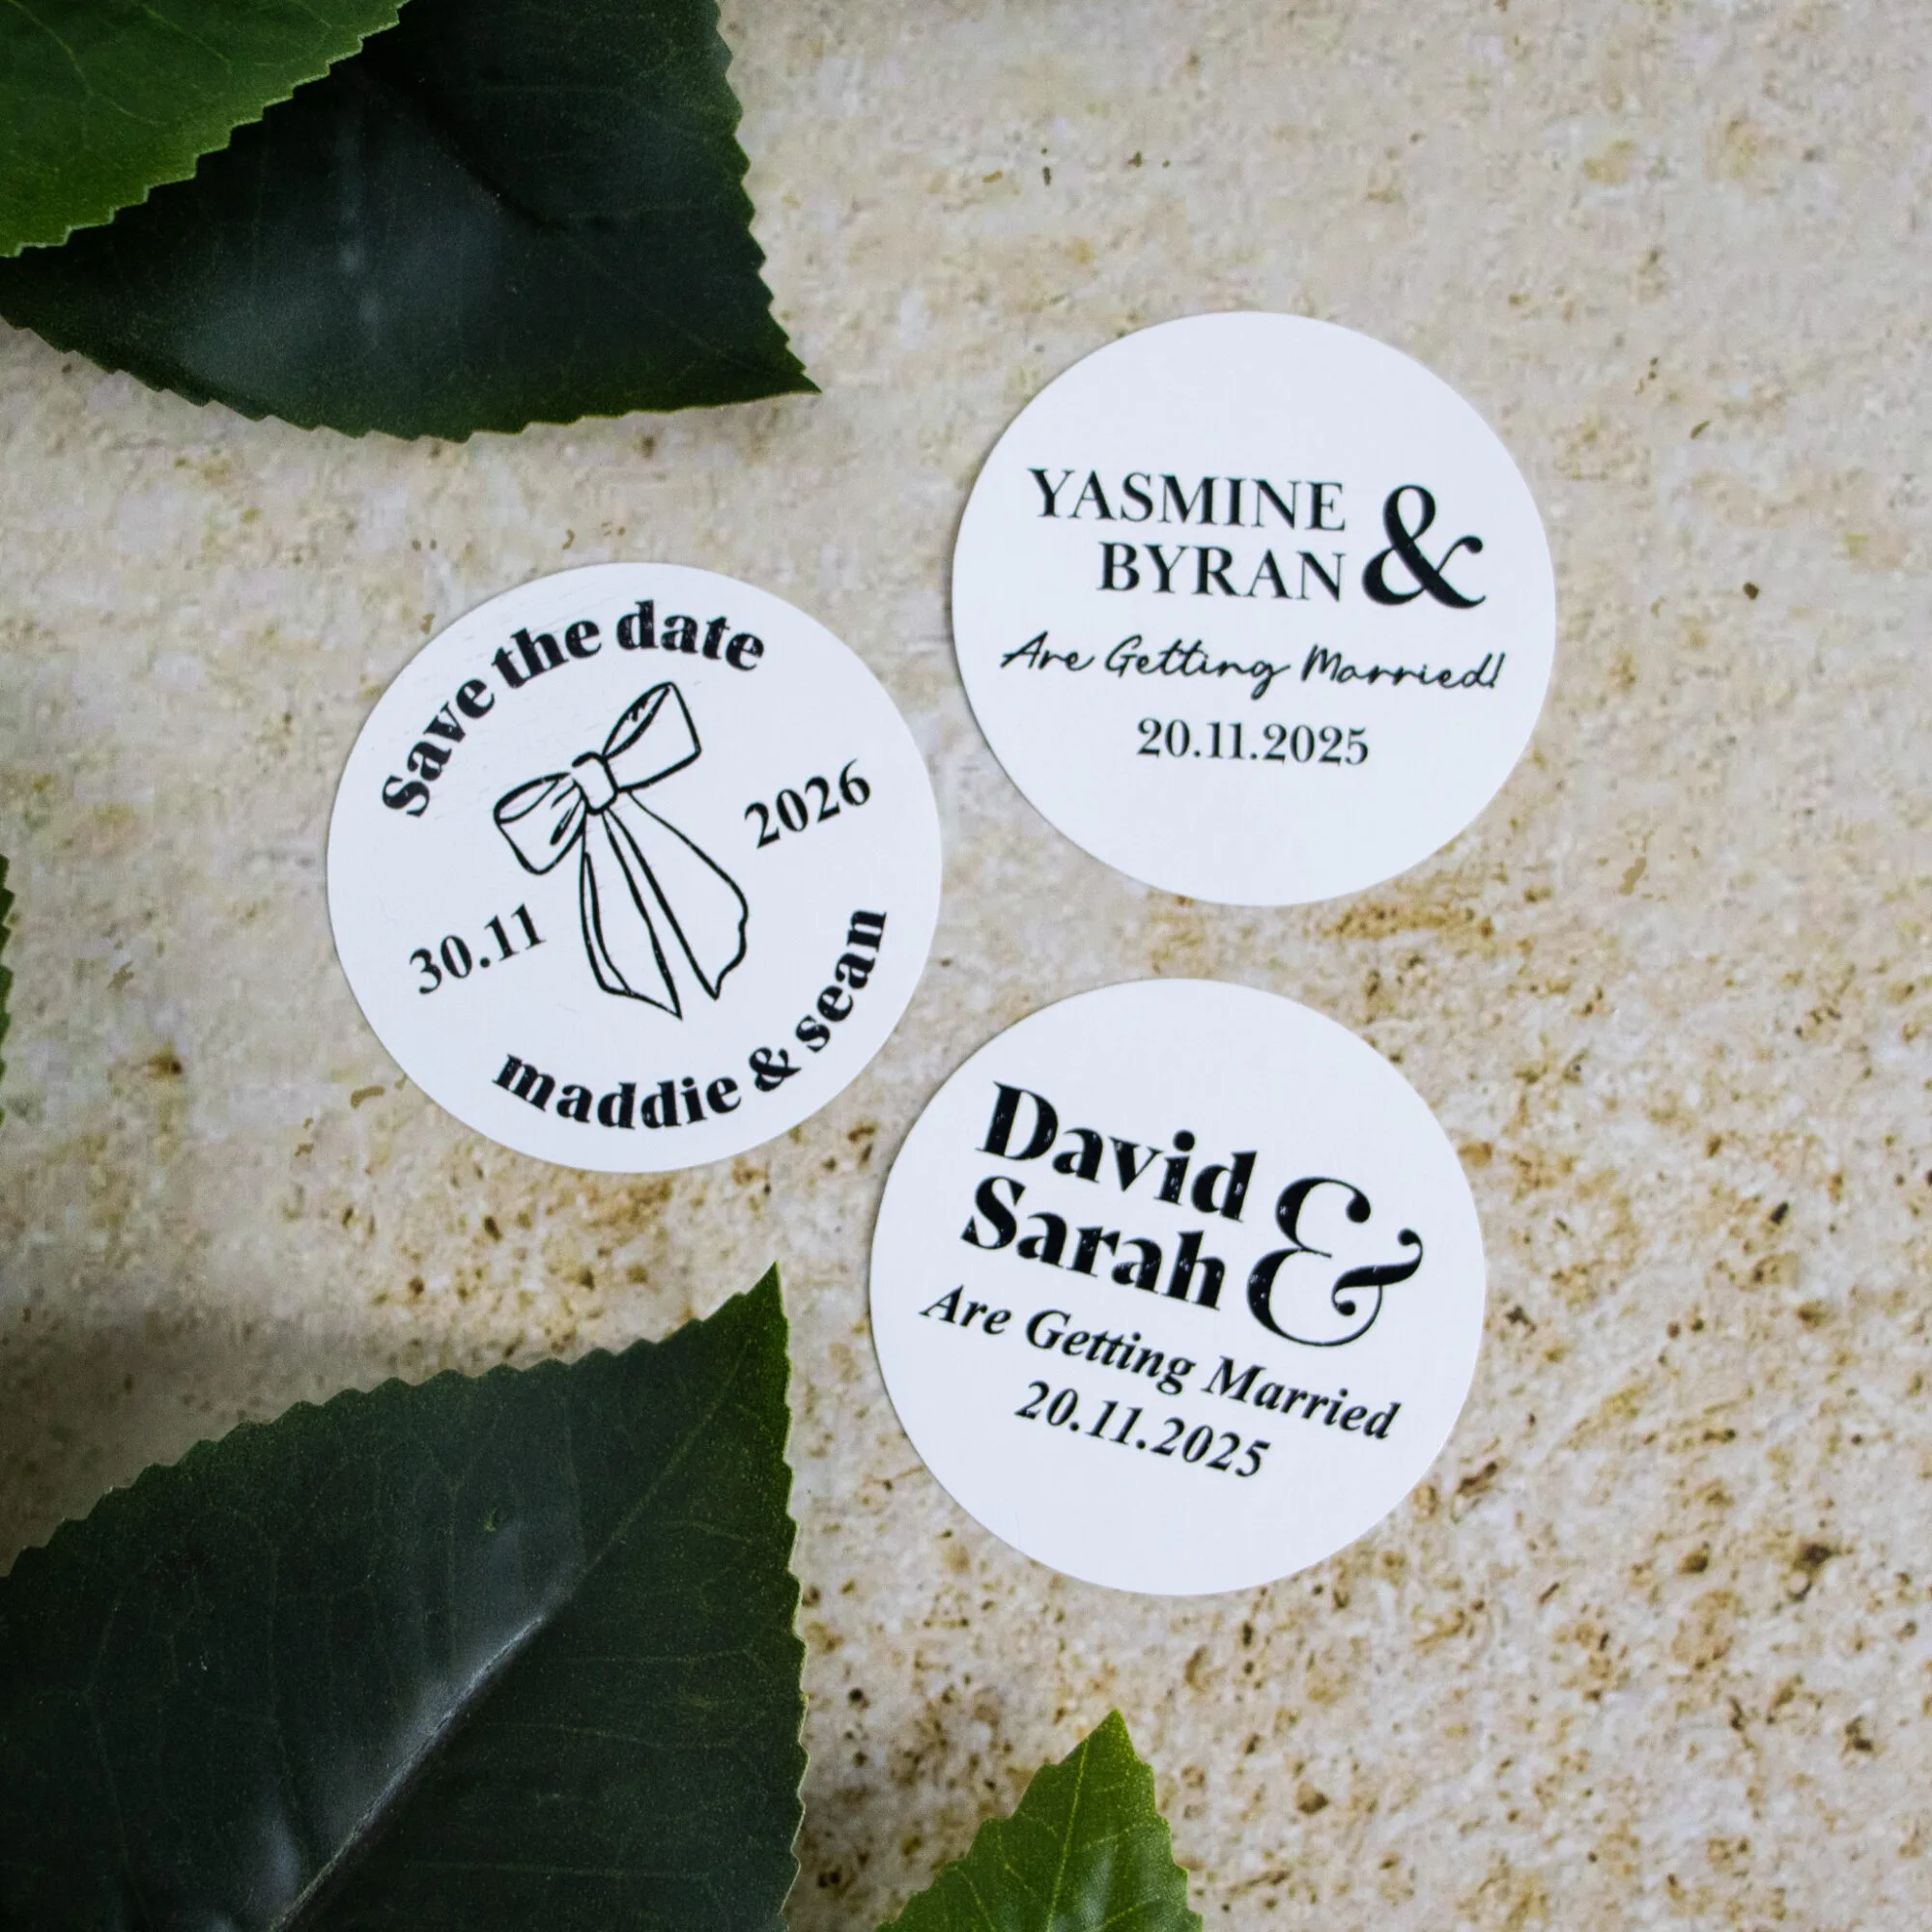 Save the date
30.11 2026
maddie & sean
YASMINE &
BYRAN
Are Getting Married!
20.11.2025
David &
Sarah
Are Getting Married
20.11.2025